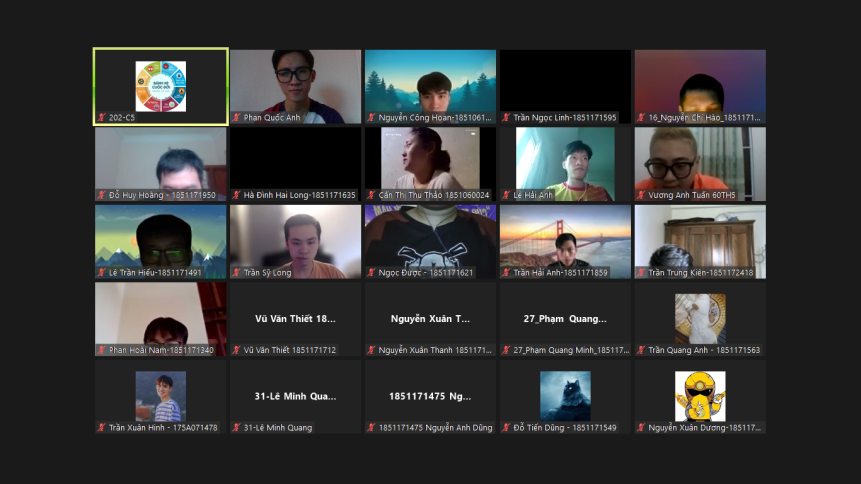 202-C5
Phan Quốc Anh
Nguyễn Công Hoan-1851061...
Trần Ngọc Linh-1851171595
16_Nguyễn Chí Hào_1851171...
Đỗ Huy Hoàng - 1851171950
Hà Đình Hai Long-1851171635
Cấn Thị Thu Thảo 1851060024
Lê Hải Anh
Vương Anh Tuấn 60TH5
Lê Trần Hiếu-1851171491
Trần Sỹ Long
Ngọc Được - 1851171621
Trần Hải Anh-1851171859
Trần Trung Kiên-1851172418
Phan Hoài Nam-1851171340
Vũ Văn Thiết 18...
Vũ Văn Thiết 1851171712
Nguyễn Xuân T...
Nguyễn Xuân Thanh 1851171...
27_Phạm Quang...
27_Phạm Quang Minh_185117...
Trần Quang Anh - 1851171563
Trần Xuân Hinh - 175A071478
31-Lê Minh Qua...
31-Lê Minh Quang
1851171475 Ng...
1851171475 Nguyễn Anh Dũng
Đỗ Tiến Dũng - 1851171549
Nguyễn Xuân Dương-185117...